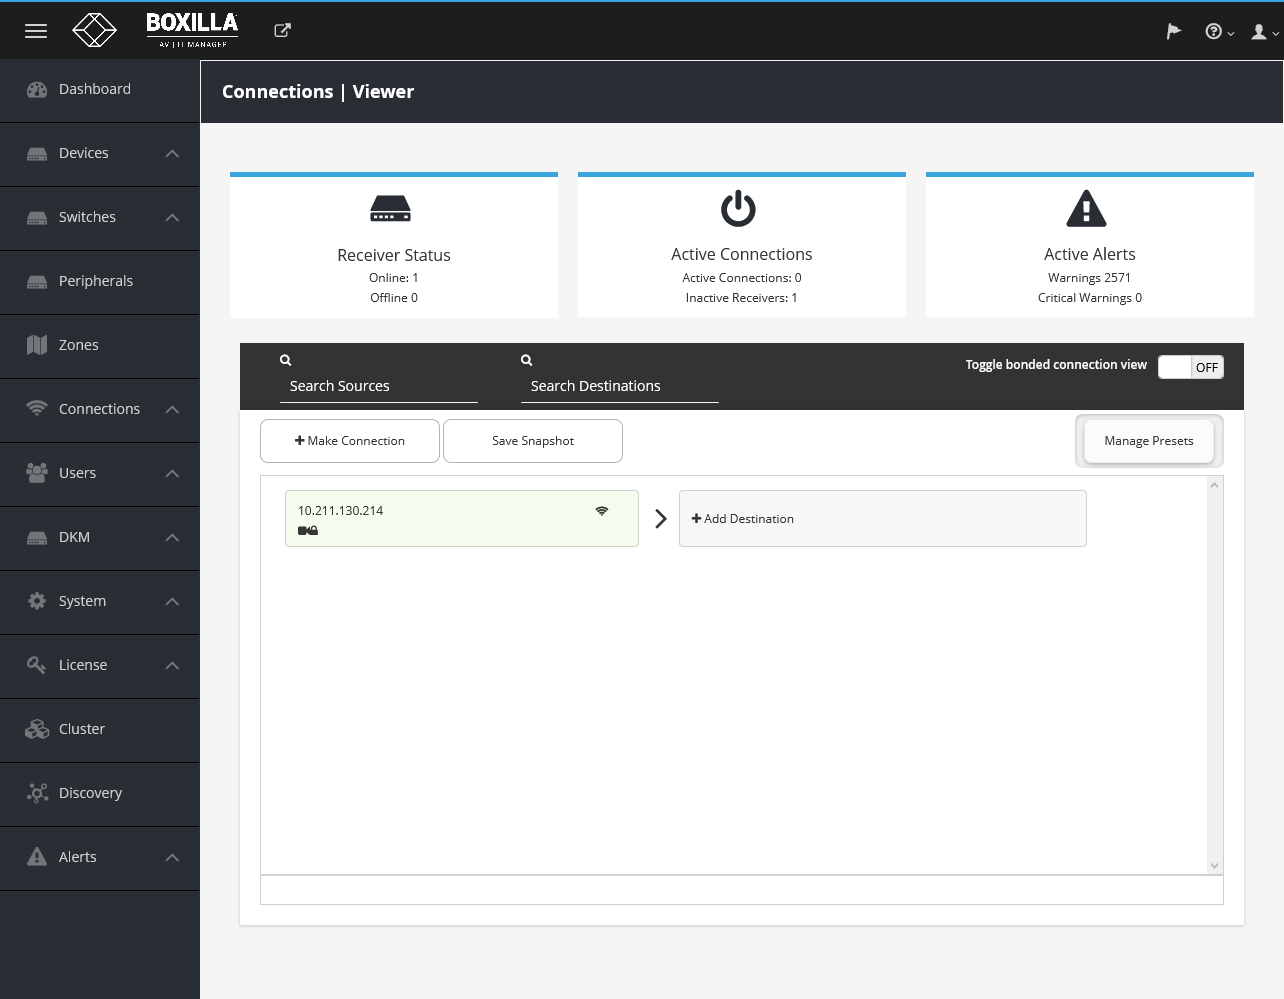 BOXILLA
AV | IT MANAGER
Dashboard
Devices
Switches
Peripherals
Zones
Connections
Users
DKM
System
License
Cluster
Discovery
Alerts
Connections | Viewer
Receiver Status
Online: 1
Offline 0
Active Connections
Active Connections: 0
Inactive Receivers: 1
Active Alerts
Warnings 2571
Critical Warnings 0
Search Sources
Search Destinations
Toggle bonded connection view
OFF
Make Connection
Save Snapshot
Manage Presets
10.211.130.214
Add Destination